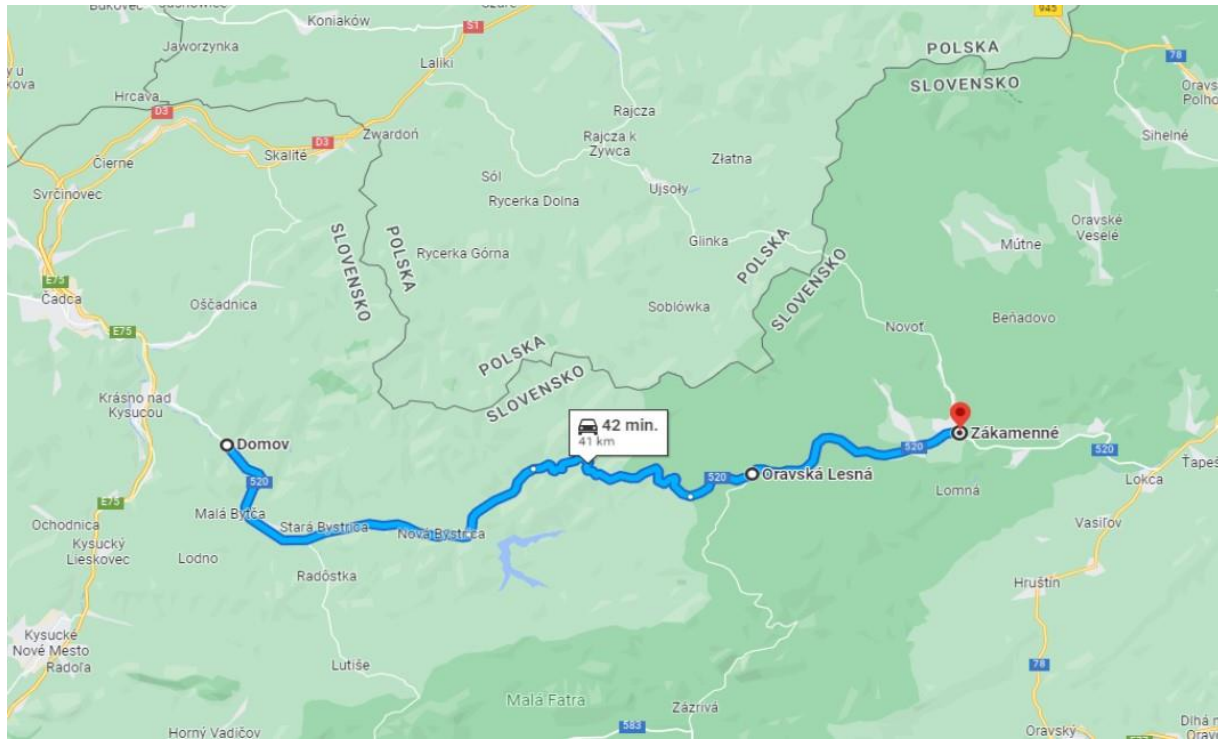 Koniaków
S1
945
Jaworzynka
POLSKA
78
Laliki
SLOVENSKO
Hrcava
Rajcza
D3
Zwardoń
Rajcza k
Zywca
Sihelné
D3
Skalité
Złatna
Čierne
Sól
Ujsoły
Svrčinovec
Rycerka Dolna
Oravské
Veselé
SLOVENSKO
POLSKA
Glinka
POLSKA
Mútne
Rycerka Górna
SLOVENSKO
E75
Čadca
Oščadnica
Soblówka
Beňadovo
E75
Novoť
POLSKA
SLOVENSKO
Krásno nad
Kysucou
42 min.
41 km
Domov
Zákamenné
520
520
520
520
Oravská Lesná
Lokca
Lomná
E75
Malá Bytča
Stará Bystrica
Nová Bystrica
Ochodnica
Vasiľov
Kysucký
Lieskovec
Lodno
Radôstka
Hruštín
Kysucké
Nové Mesto
Radoľa
Lutiše
78
Malá Fatra
Zázrivá
583
Horný Vadičov
Oravský